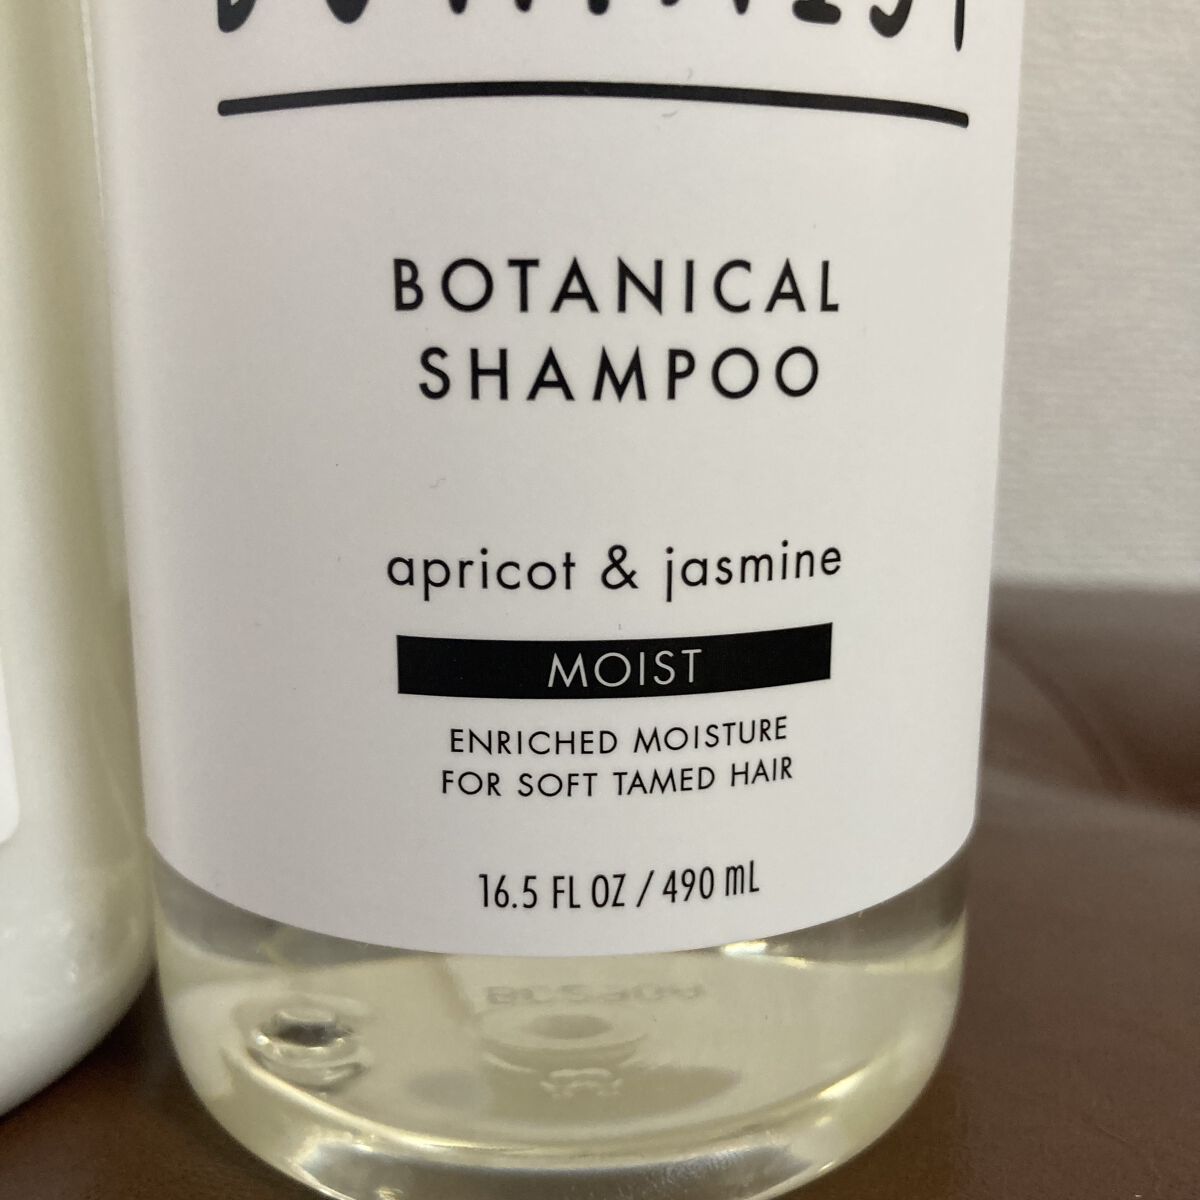 BOTANICAL
SHAMPOO
apricot & jasmine
MOIST
ENRICHED MOISTURE
FOR SOFT TAMED HAIR
16.5 FL OZ / 490 mL